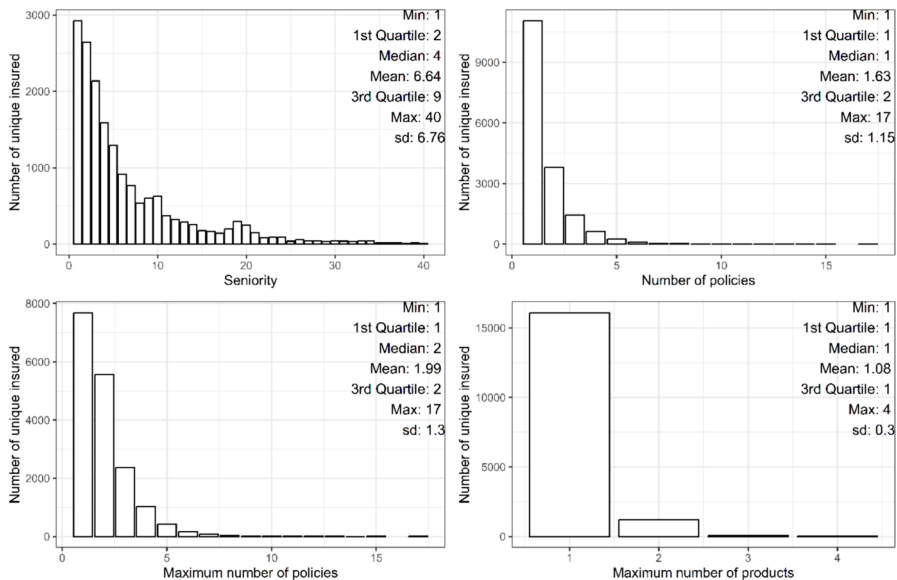 Min: 1
1st Quartile: 2
Median: 4
Mean: 6.64
3rd Quartile: 9
Max: 40
sd: 6.76
3000
2000
1000
0
Number of unique insured
0 10 20 30 40
Seniority
Min: 1
1st Quartile: 1
Median: 1
Mean: 1.63
3rd Quartile: 2
Max: 17
sd: 1.15
9000
6000
3000
0
Number of unique insured
0 5 10 15
Number of policies
Min: 1
1st Quartile: 1
Median: 2
Mean: 1.99
3rd Quartile: 2
Max: 17
sd: 1.3
8000
6000
4000
2000
0
Number of unique insured
0 5 10 15
Maximum number of policies
Min: 1
1st Quartile: 1
Median: 1
Mean: 1.08
3rd Quartile: 1
Max: 4
sd: 0.3
15000
10000
5000
0
Number of unique insured
1 2 3 4
Maximum number of products